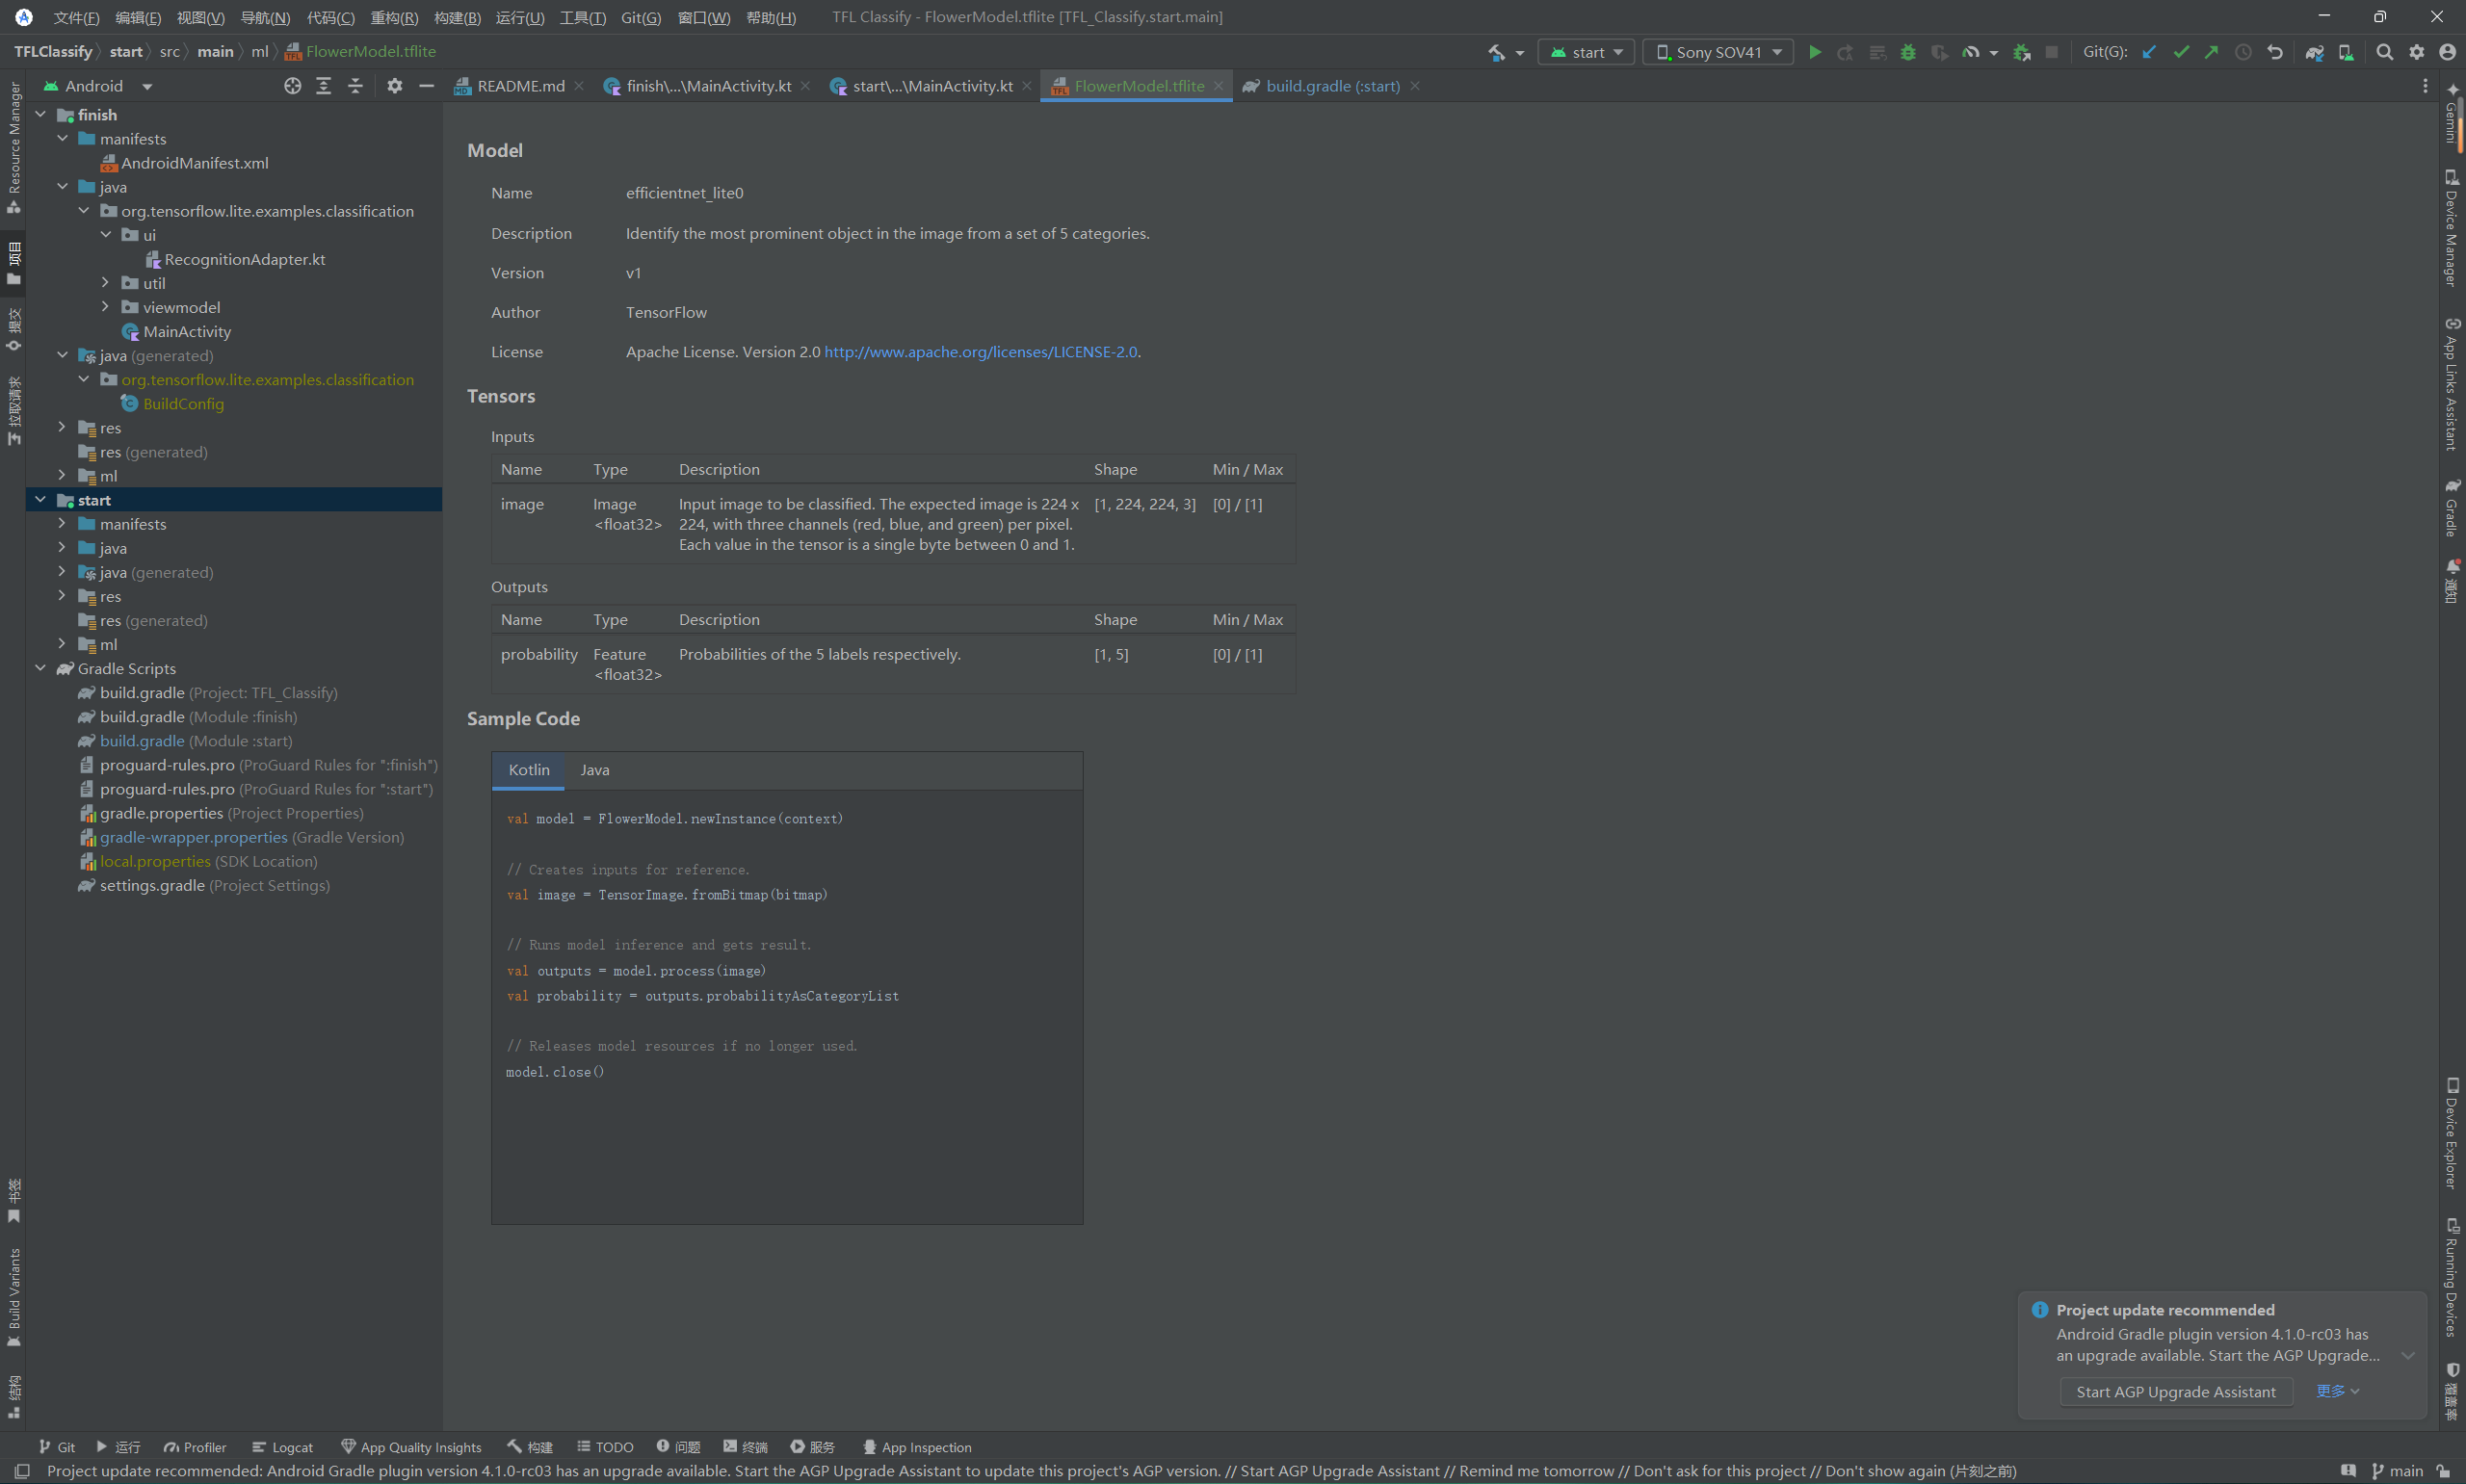 文件(F) 编辑(E) 视图(V) 导航(N) 代码(C) 重构(R) 构建(B) 运行(U) 工具(T) Git(G) 窗口(W) 帮助(H) TFL Classify - FlowerModel.tflite [TFL_Classify.start.main]
TFLClassify start src main ml FlowerModel.tflite start Sony SOV41 Git(G):
Android README.md finish\...\MainActivity.kt start\...\MainActivity.kt FlowerModel.tflite build.gradle (:start)
Resource Manager
项目
提交
拉取请求
书签
Build Variants
结构
finish
manifests
AndroidManifest.xml
java
org.tensorflow.lite.examples.classification
ui
RecognitionAdapter.kt
util
viewmodel
MainActivity
java (generated)
org.tensorflow.lite.examples.classification
BuildConfig
res
res (generated)
ml
start
manifests
java
java (generated)
res
res (generated)
ml
Gradle Scripts
build.gradle (Project: TFL_Classify)
build.gradle (Module :finish)
build.gradle (Module :start)
proguard-rules.pro (ProGuard Rules for ":finish")
proguard-rules.pro (ProGuard Rules for ":start")
gradle.properties (Project Properties)
gradle-wrapper.properties (Gradle Version)
local.properties (SDK Location)
settings.gradle (Project Settings)
Model
Name efficientnet_lite0
Description Identify the most prominent object in the image from a set of 5 categories.
Version v1
Author TensorFlow
License Apache License. Version 2.0 http://www.apache.org/licenses/LICENSE-2.0.
Tensors
Inputs
Name Type Description Shape Min / Max
image Image Input image to be classified. The expected image is 224 x [1, 224, 224, 3] [0] / [1]
<float32> 224, with three channels (red, blue, and green) per pixel.
Each value in the tensor is a single byte between 0 and 1.
Outputs
Name Type Description Shape Min / Max
probability Feature Probabilities of the 5 labels respectively. [1, 5] [0] / [1]
<float32>
Sample Code
Kotlin Java
val model = FlowerModel.newInstance(context)
// Creates inputs for reference.
val image = TensorImage.fromBitmap(bitmap)
// Runs model inference and gets result.
val outputs = model.process(image)
val probability = outputs.probabilityAsCategoryList
// Releases model resources if no longer used.
model.close()
Gemini
Device Manager
App Links Assistant
Gradle
通知
Device Explorer
Running Devices
覆盖率
Project update recommended
Android Gradle plugin version 4.1.0-rc03 has
an upgrade available. Start the AGP Upgrade...
Start AGP Upgrade Assistant 更多
Git 运行 Profiler Logcat App Quality Insights 构建 TODO 问题 终端 服务 App Inspection
Project update recommended: Android Gradle plugin version 4.1.0-rc03 has an upgrade available. Start the AGP Upgrade Assistant to update this project's AGP version. // Start AGP Upgrade Assistant // Remind me tomorrow // Don't ask for this project // Don't show again (片刻之前) main